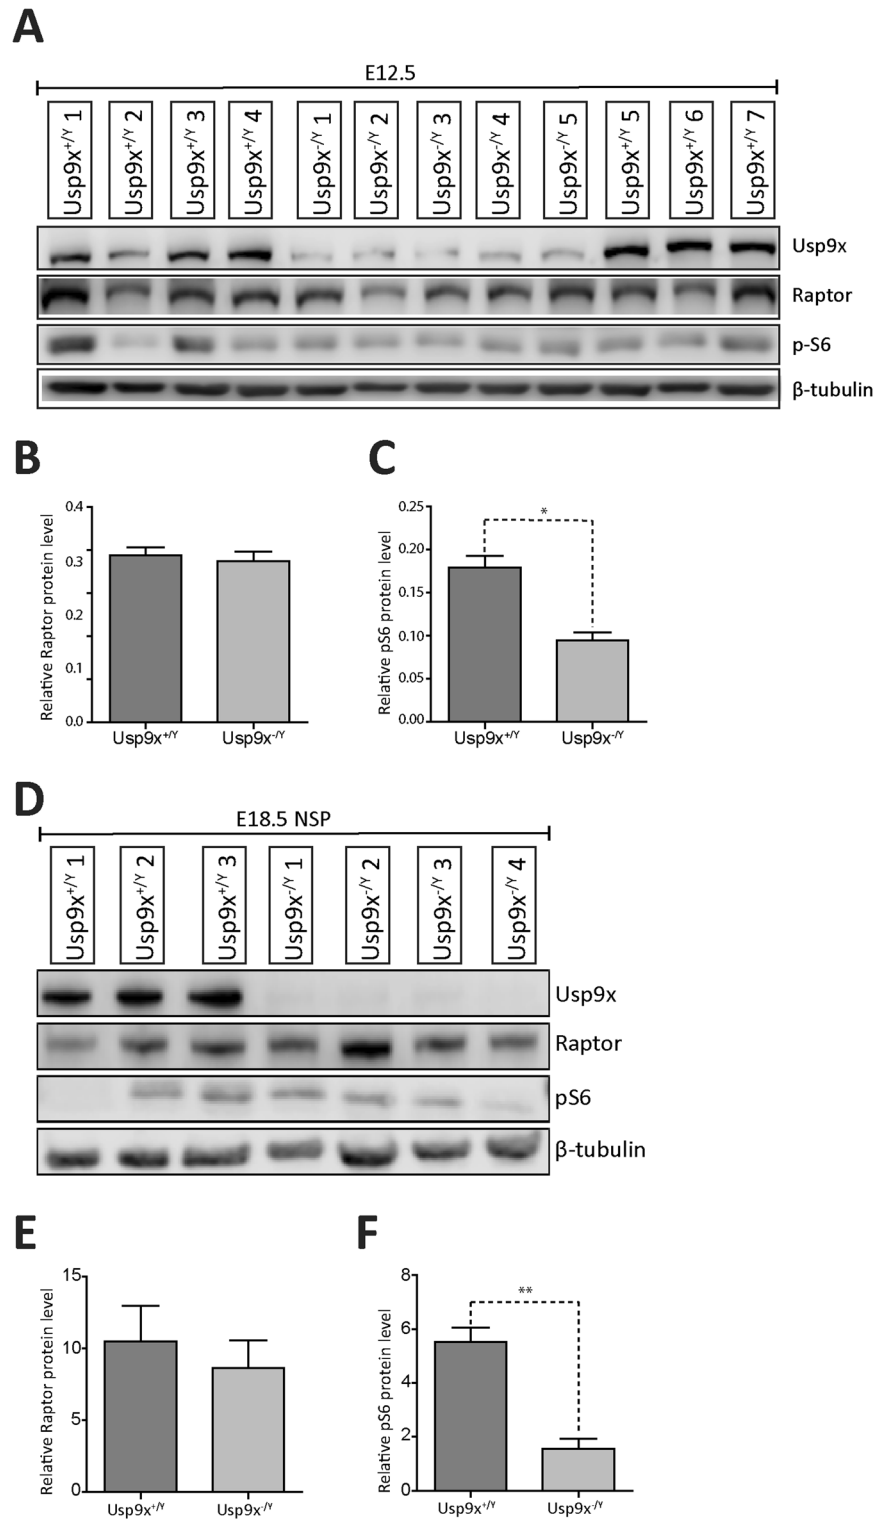 A
E12.5
Usp9x+/Y 1
Usp9x+/Y 2
Usp9x+/Y 3
Usp9x+/Y 4
Usp9x-/Y 1
Usp9x-/Y 2
Usp9x-/Y 3
Usp9x-/Y 4
Usp9x-/Y 5
Usp9x+/Y 5
Usp9x+/Y 6
Usp9x+/Y 7
Usp9x
Raptor
p-S6
β-tubulin
B
Relative Raptor protein level
0.4
0.3
0.2
0.1
0.0
Usp9x+/Y
Usp9x-/Y
C
Relative pS6 protein level
0.25
0.20
0.15
0.10
0.05
0.00
*
Usp9x+/Y
Usp9x-/Y
D
E18.5 NSP
Usp9x+/Y 1
Usp9x+/Y 2
Usp9x+/Y 3
Usp9x-/Y 1
Usp9x-/Y 2
Usp9x-/Y 3
Usp9x-/Y 4
Usp9x
Raptor
pS6
β-tubulin
E
Relative Raptor protein level
15
10
5
0
Usp9x+/Y
Usp9x-/Y
F
Relative pS6 protein level
8
6
4
2
0
**
Usp9x+/Y
Usp9x-/Y